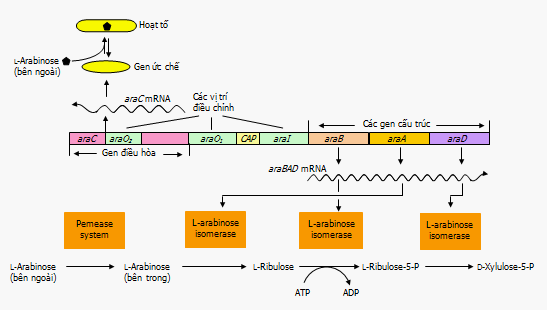 Hoạt tố
L-Arabinose
(bên ngoài)
Gen ức chế
araC mRNA
Các vị trí
điều chỉnh
Các gen cấu trúc
araC
araO₂
araO₁
CAP
araI
araB
araA
araD
Gen điều hòa
araBAD mRNA
Pemease
system
L-arabinose
isomerase
L-arabinose
isomerase
L-arabinose
isomerase
L-Arabinose
(bên ngoài)
L-Arabinose
(bên trong)
L-Ribulose
L-Ribulose-5-P
D-Xylulose-5-P
ATP
ADP